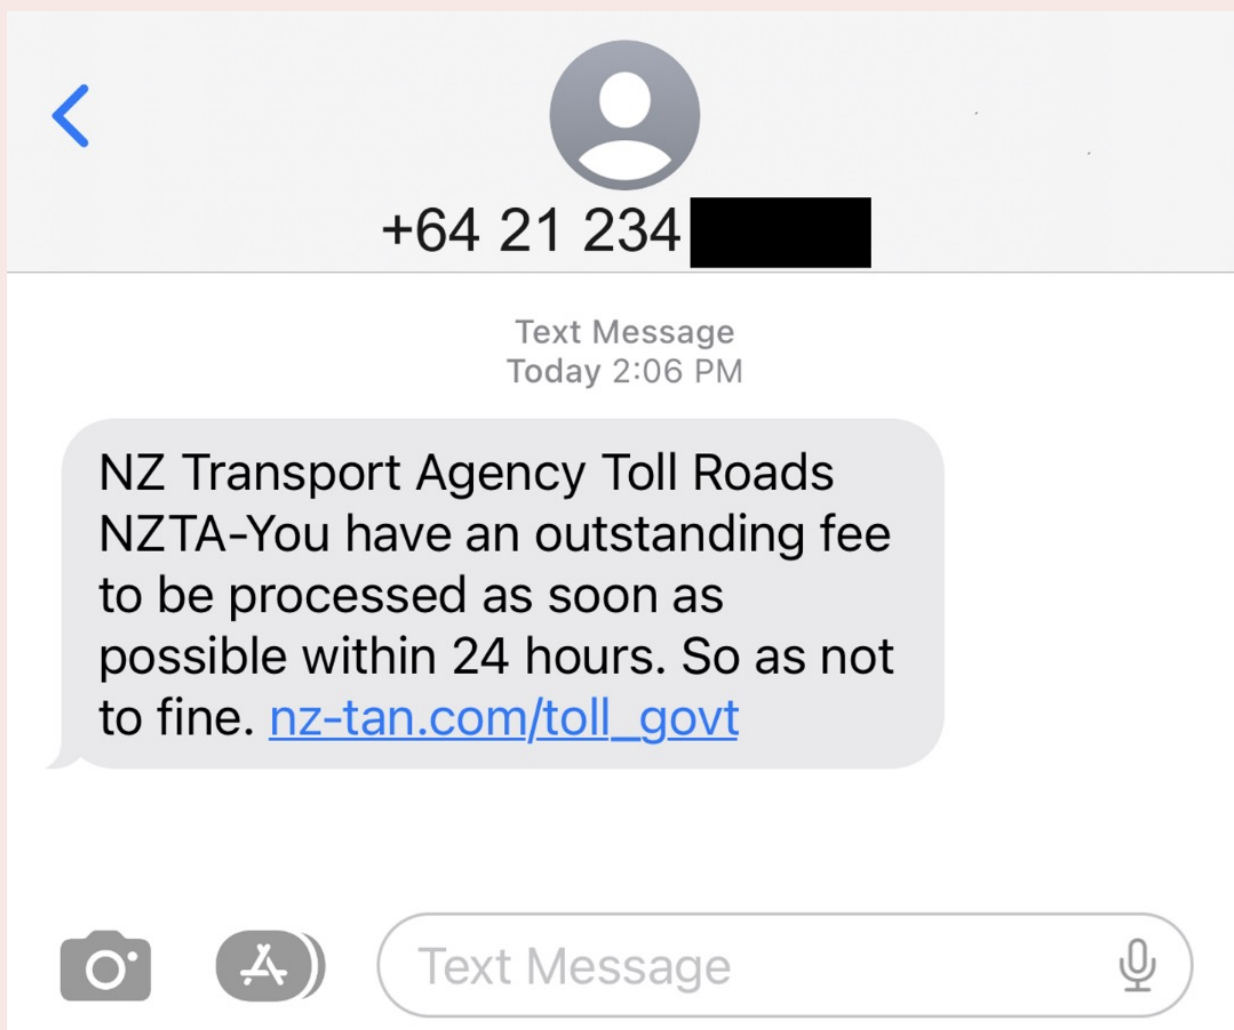 +64 21 234
Text Message
Today 2:06 PM
NZ Transport Agency Toll Roads
NZTA-You have an outstanding fee
to be processed as soon as
possible within 24 hours. So as not
to fine. nz-tan.com/toll_govt
Text Message